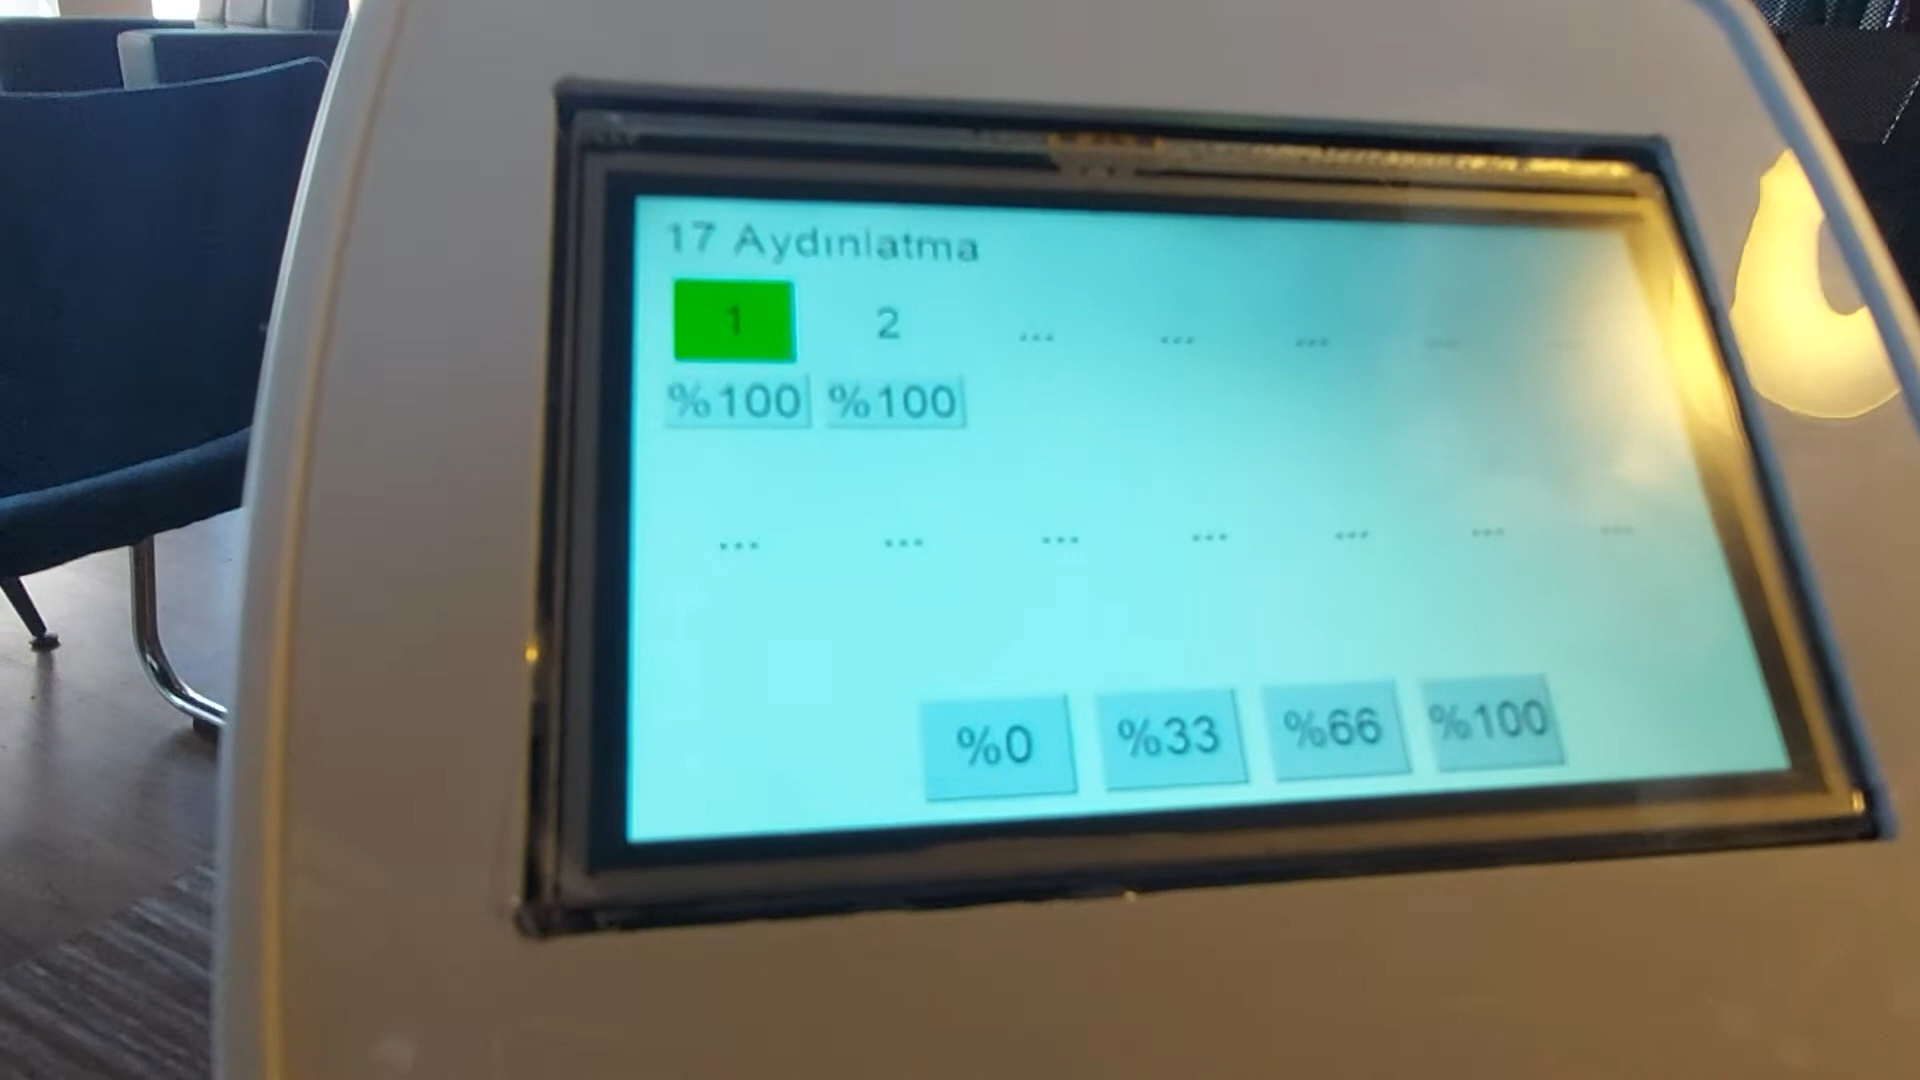 17 Aydınlatma
1 2 ... ... ... ... ...
%100 %100
... ... ... ... ... ... ...
%0 %33 %66 %100